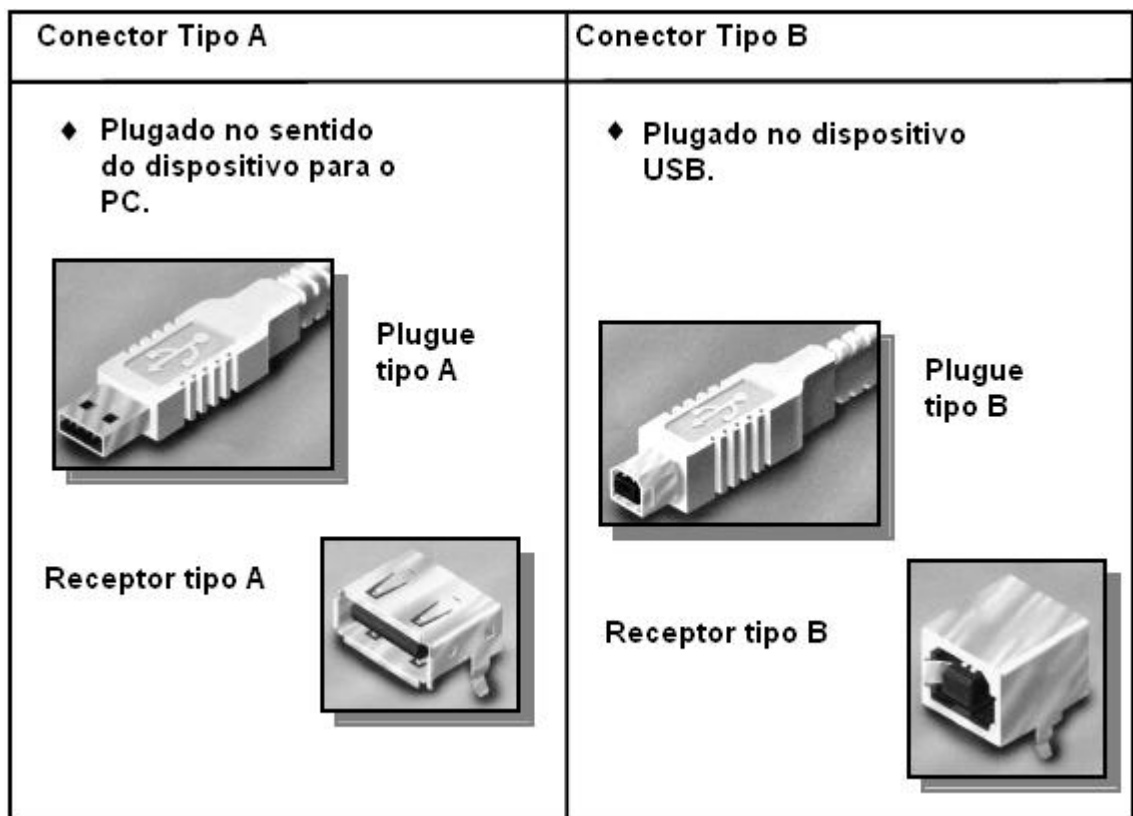 Conector Tipo A
♦ Plugado no sentido
do dispositivo para o
PC.
Plugue
tipo A
Receptor tipo A
Conector Tipo B
♦ Plugado no dispositivo
USB.
Plugue
tipo B
Receptor tipo B